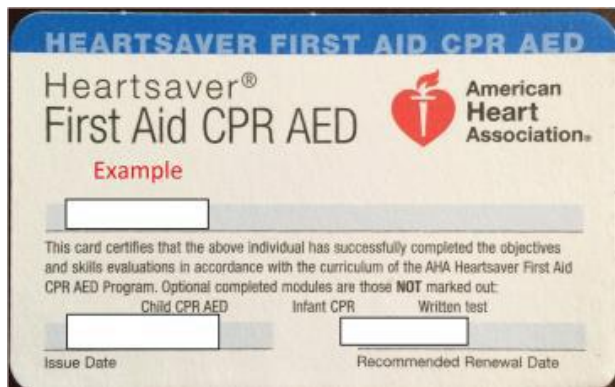 HEARTSAVER FIRST AID CPR AED
Heartsaver®
First Aid CPR AED
American
Heart
Association®
Example
This card certifies that the above individual has successfully completed the objectives
and skills evaluations in accordance with the curriculum of the AHA Heartsaver First Aid
CPR AED Program. Optional completed modules are those NOT marked out:
Child CPR AED Infant CPR Written test
Issue Date Recommended Renewal Date